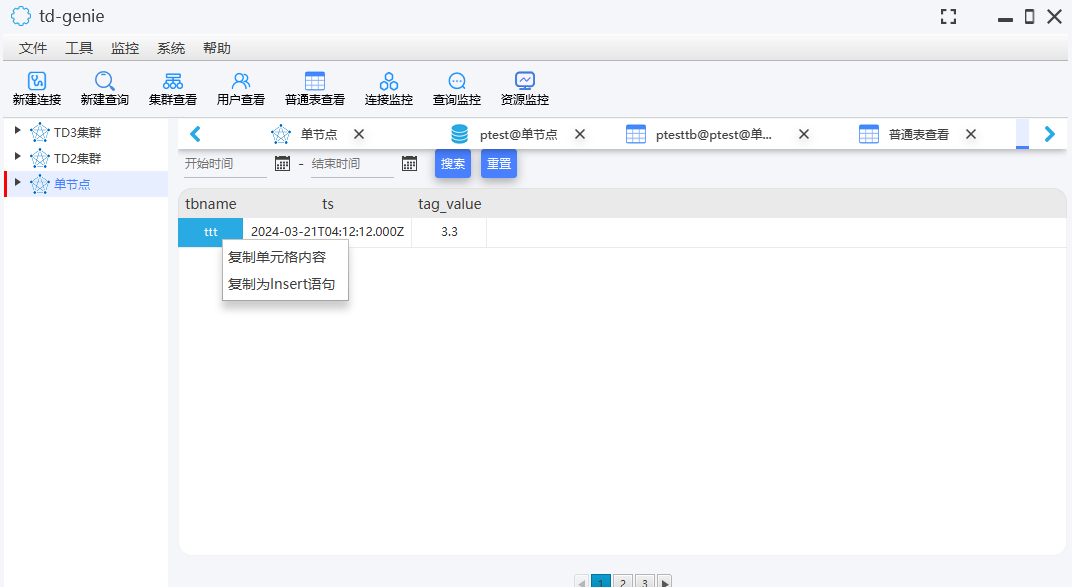 td-genie
文件 工具 监控 系统 帮助
新建连接 新建查询 集群查看 用户查看 普通表查看 连接监控 查询监控 资源监控
TD3集群
TD2集群
单节点
单节点 ptest@单节点 ptesttb@ptest@单... 普通表查看
开始时间 - 结束时间 搜索 重置
tbname ts tag_value
ttt 2024-03-21T04:12:12.000Z 3.3
复制单元格内容
复制为Insert语句
1 2 3